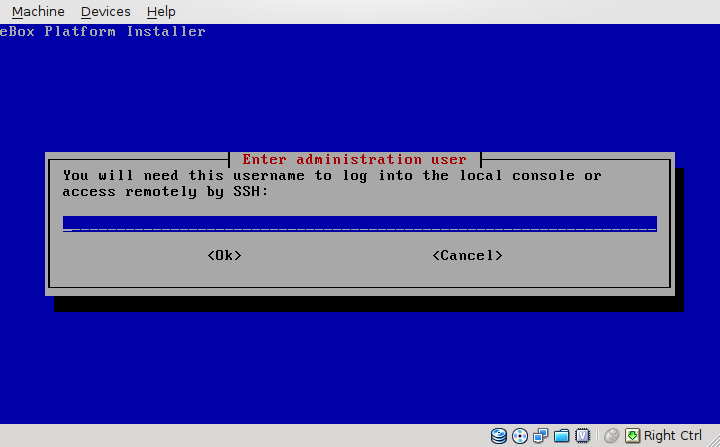 Machine Devices Help
eBox Platform Installer
Enter administration user
You will need this username to log into the local console or
access remotely by SSH:
<Ok> <Cancel>
Right Ctrl